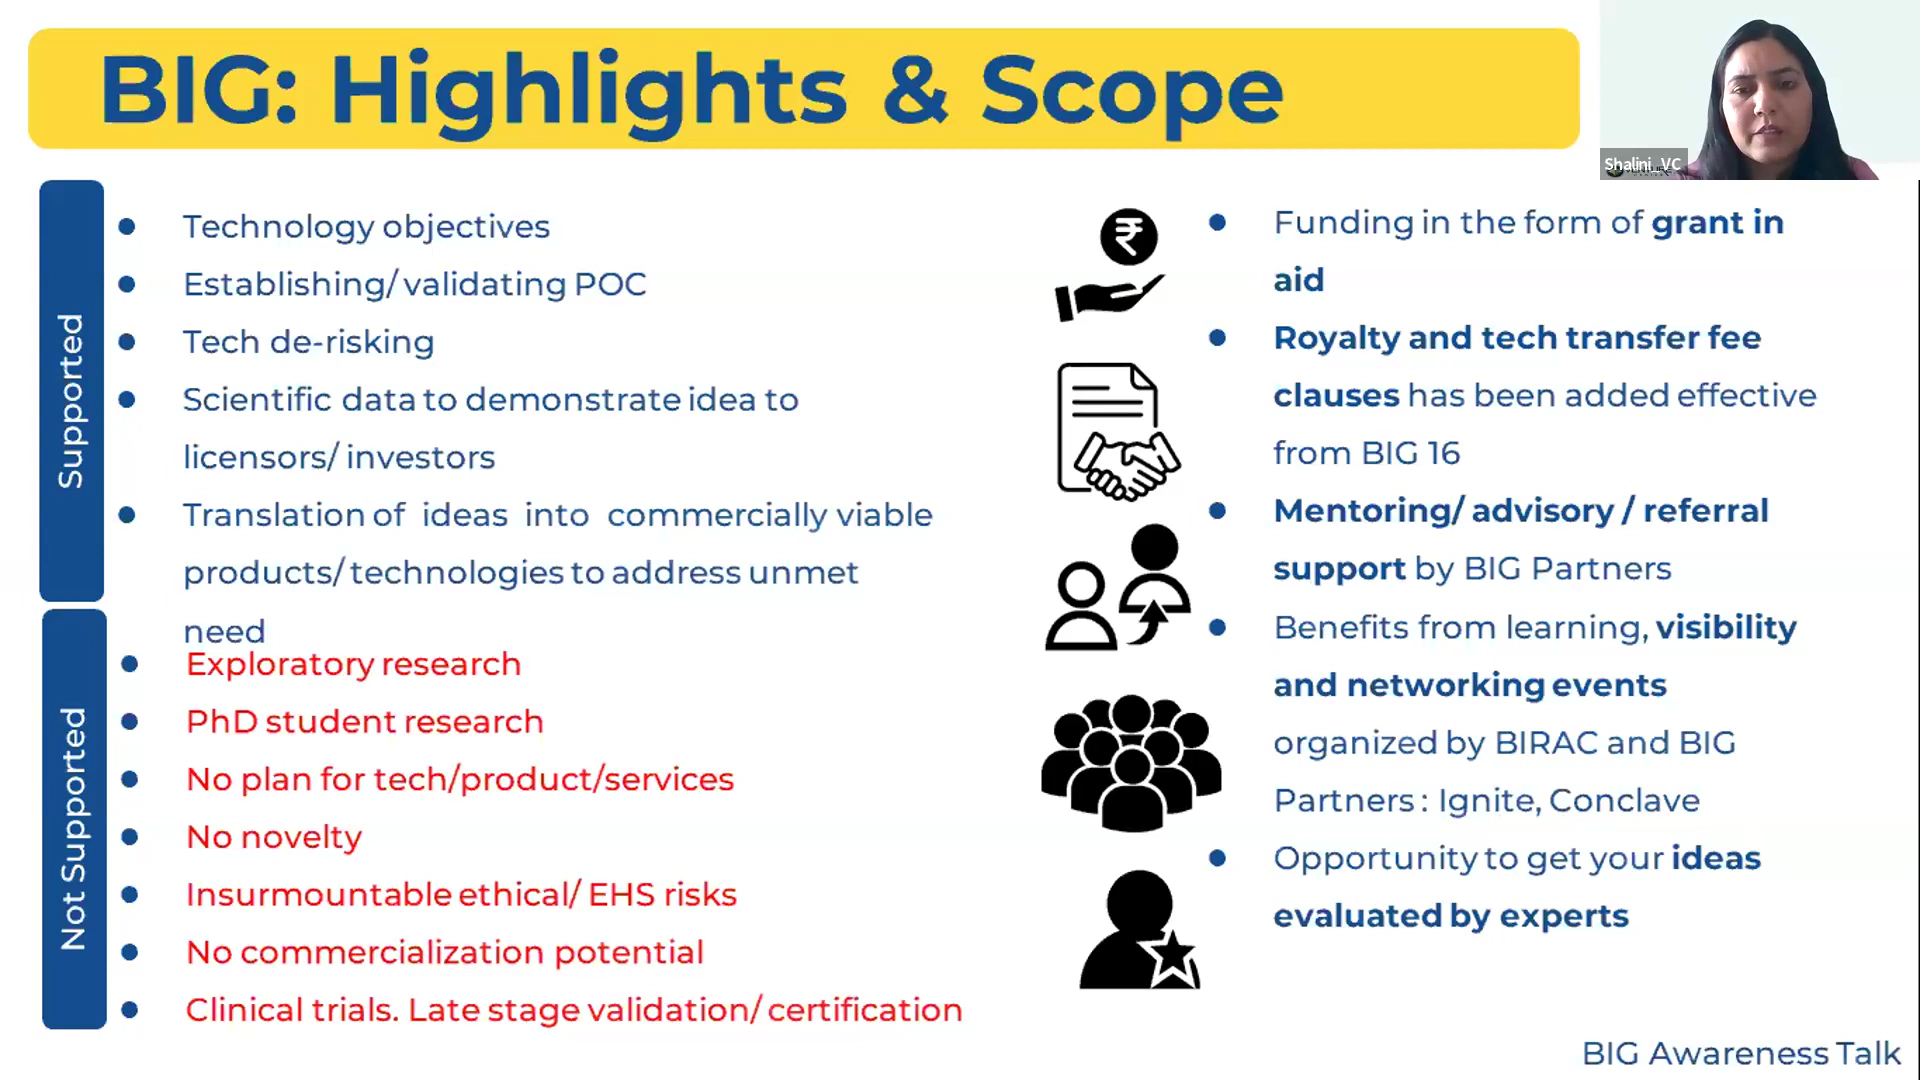 BIG: Highlights & Scope
Shalini_VC
Supported
Technology objectives
Establishing/ validating POC
Tech de-risking
Scientific data to demonstrate idea to
licensors/ investors
Translation of ideas into commercially viable
products/ technologies to address unmet
need
Not Supported
Exploratory research
PhD student research
No plan for tech/product/services
No novelty
Insurmountable ethical/ EHS risks
No commercialization potential
Clinical trials. Late stage validation/ certification
₹
Funding in the form of grant in
aid
Royalty and tech transfer fee
clauses has been added effective
from BIG 16
Mentoring/ advisory / referral
support by BIG Partners
Benefits from learning, visibility
and networking events
organized by BIRAC and BIG
Partners : Ignite, Conclave
Opportunity to get your ideas
evaluated by experts
BIG Awareness Talk